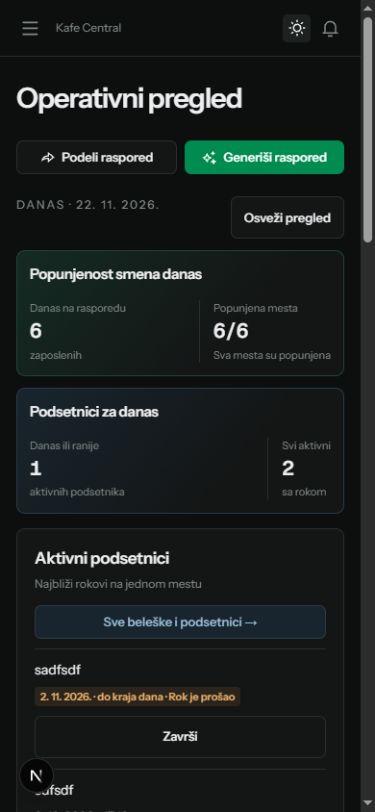 Kafe Central
Operativni pregled
Podeli raspored
Generiši raspored
DANAS · 22. 11. 2026.
Osveži pregled
Popunjenost smena danas
Danas na rasporedu
Popunjena mesta
6
6/6
zaposlenih
Sva mesta su popunjena
Podsetnici za danas
Danas ili ranije
Svi aktivni
1
2
aktivnih podsetnika
sa rokom
Aktivni podsetnici
Najbliži rokovi na jednom mestu
Sve beleške i podsetnici →
sadfsdf
2. 11. 2026. · do kraja dana · Rok je prošao
Završi
N